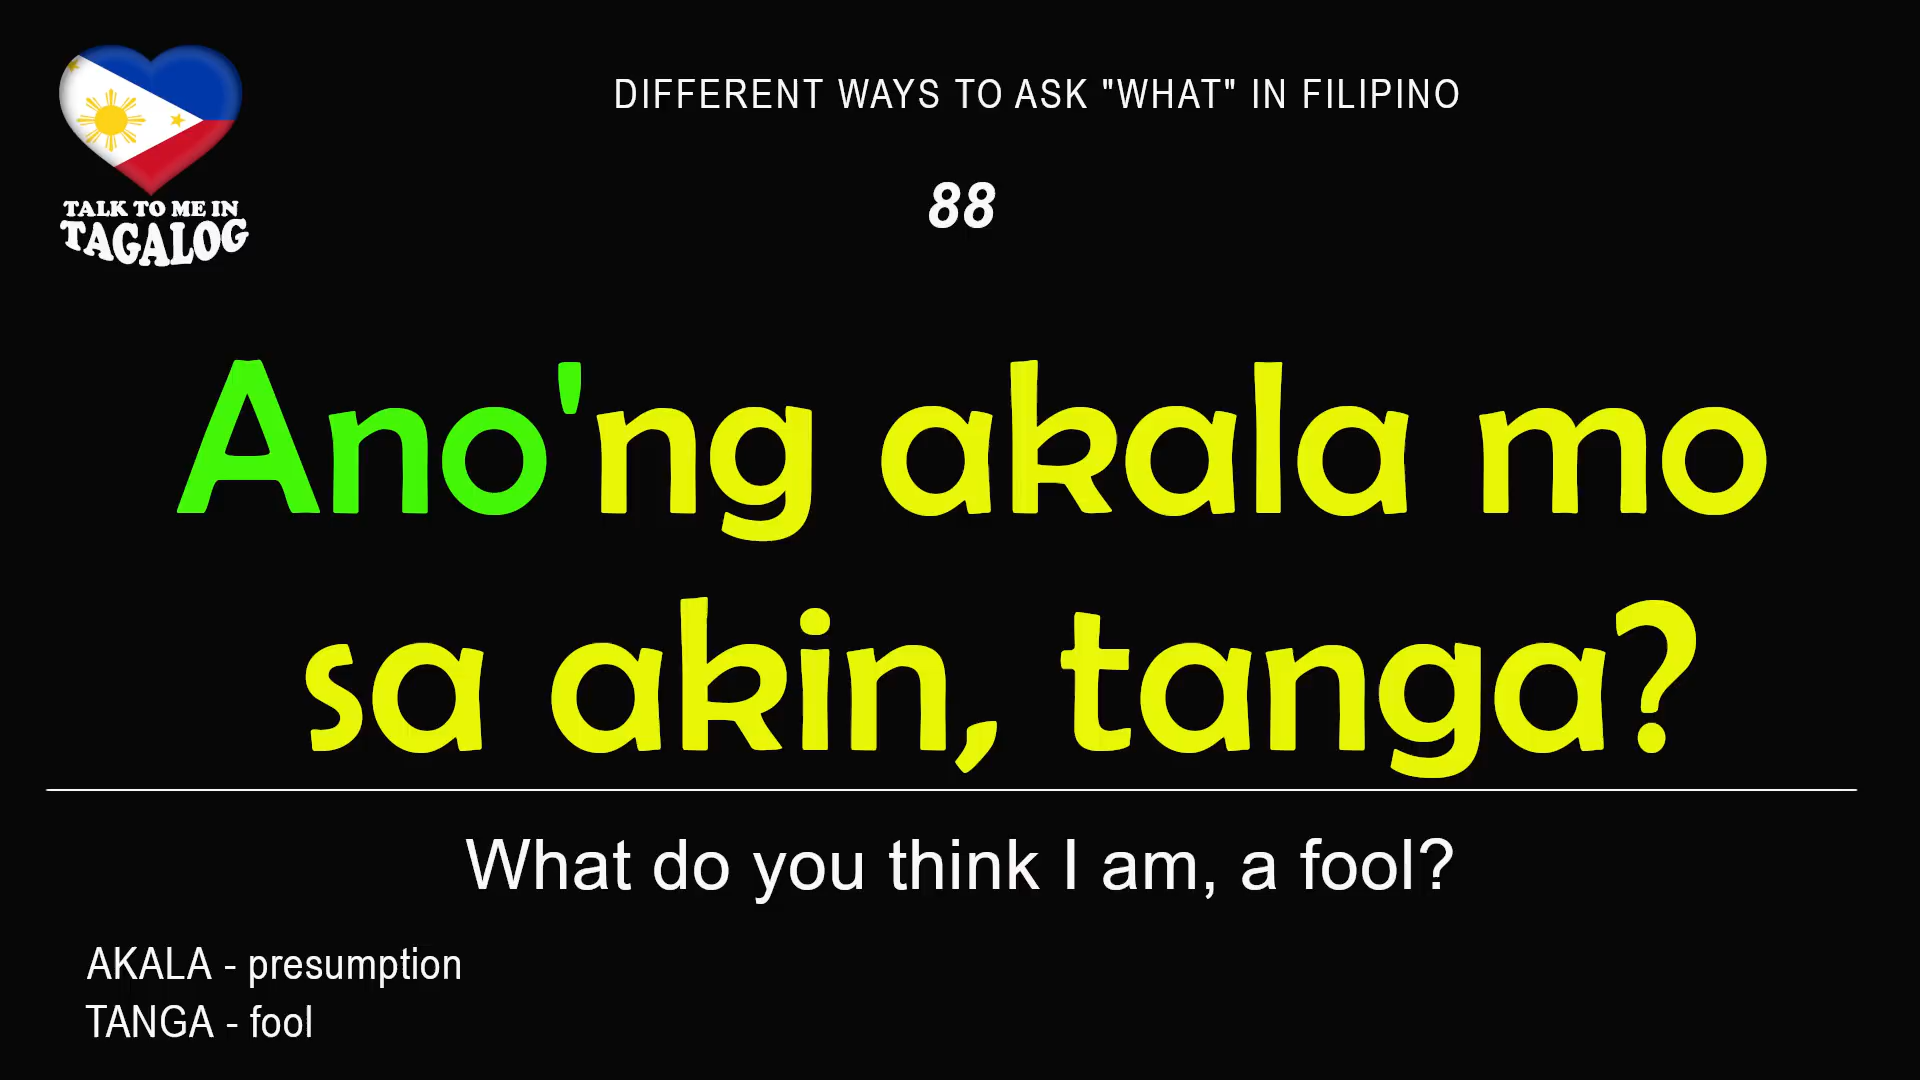 TALK TO ME IN
TAGALOG
DIFFERENT WAYS TO ASK "WHAT" IN FILIPINO
88
Ano'ng akala mo
sa akin, tanga?
What do you think I am, a fool?
AKALA - presumption
TANGA - fool